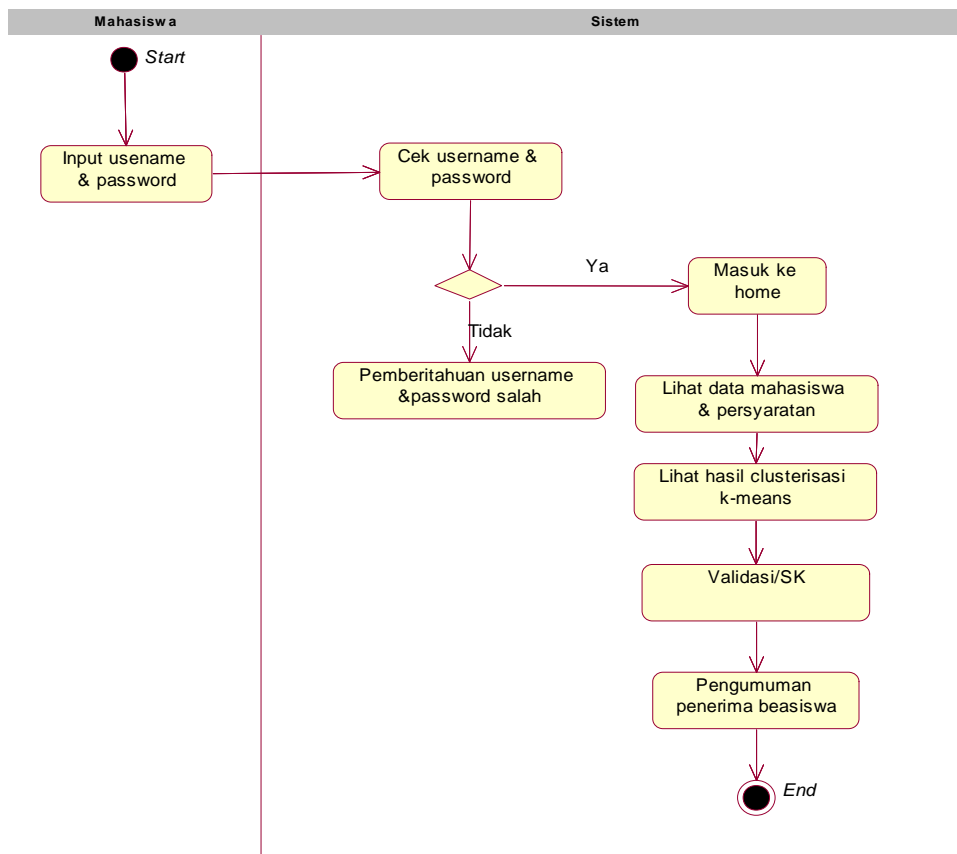 Mahasiswa
Sistem
Start
Input usename
& password
Cek username &
password
Ya
Masuk ke
home
Tidak
Pemberitahuan username
&password salah
Lihat data mahasiswa
& persyaratan
Lihat hasil clusterisasi
k-means
Validasi/SK
Pengumuman
penerima beasiswa
End